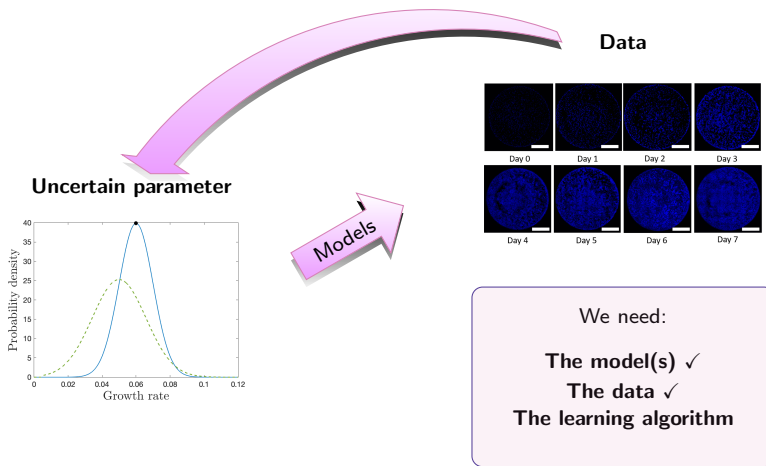 Data
Day 0 Day 1 Day 2 Day 3
Day 4 Day 5 Day 6 Day 7
Uncertain parameter
Models
Probability density
40
35
30
25
20
15
10
5
0
0 0.02 0.04 0.06 0.08 0.1 0.12
Growth rate
We need:
The model(s) ✓
The data ✓
The learning algorithm